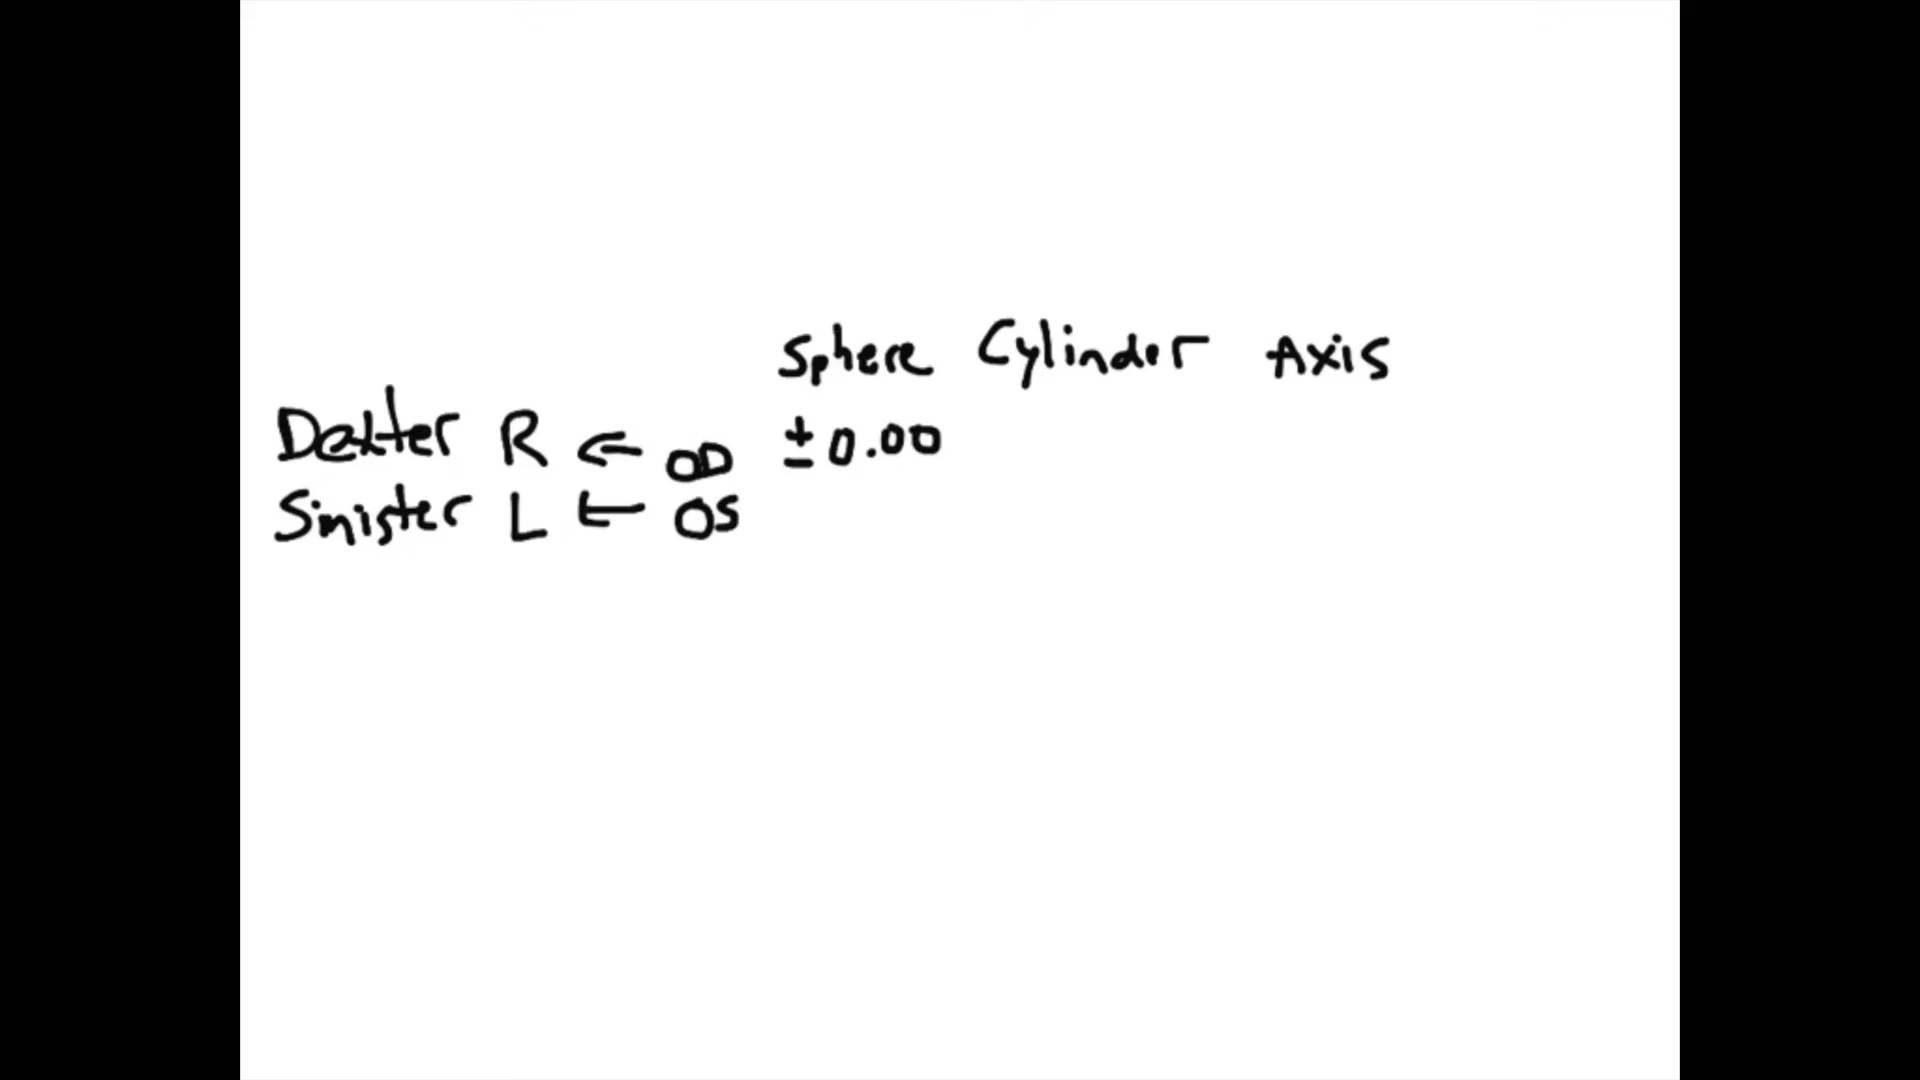 Sphere Cylinder Axis
Dexter R ← OD ± 0.00
Sinister L ← OS